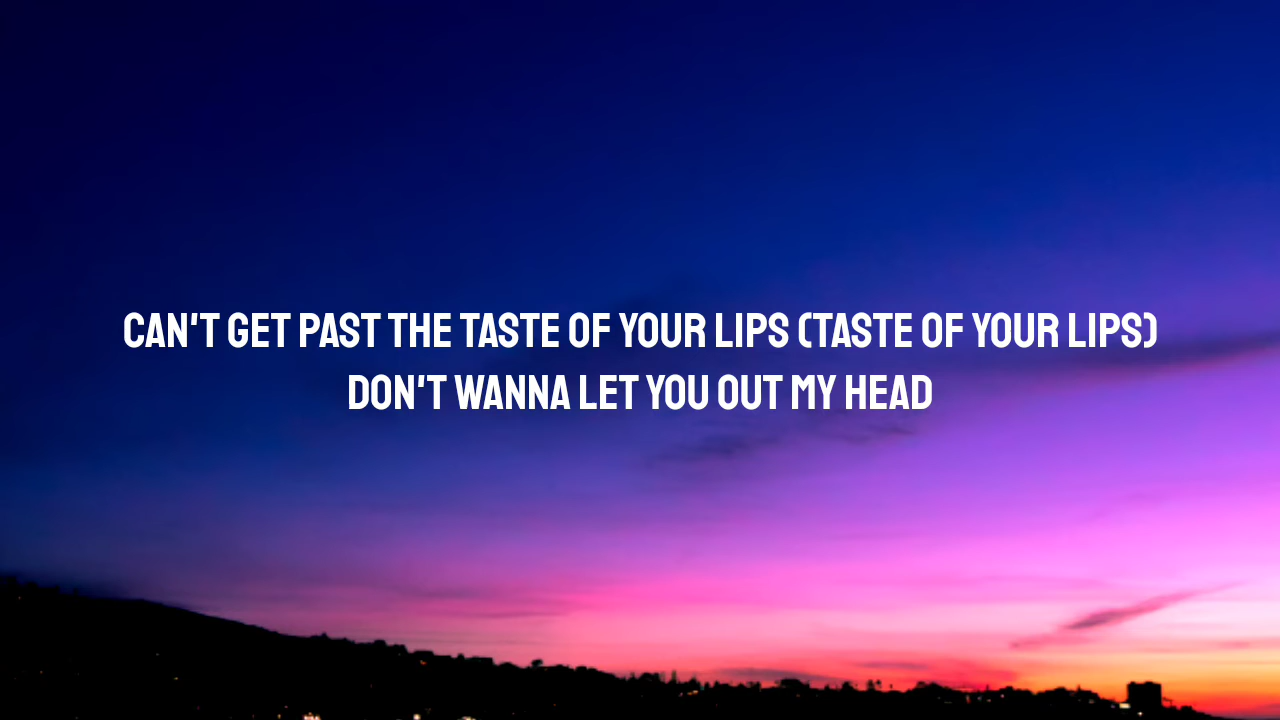 CAN'T GET PAST THE TASTE OF YOUR LIPS (TASTE OF YOUR LIPS)
DON'T WANNA LET YOU OUT MY HEAD